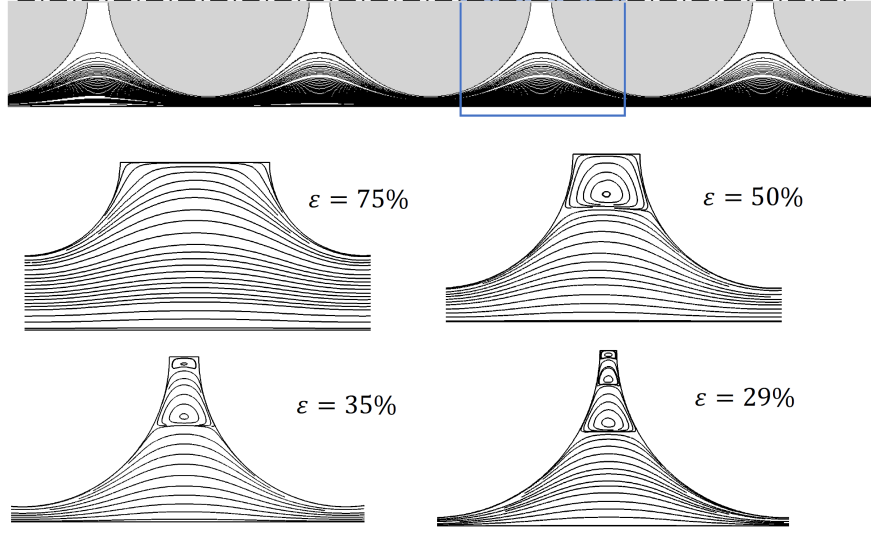 ε = 75%
ε = 50%
ε = 35%
ε = 29%